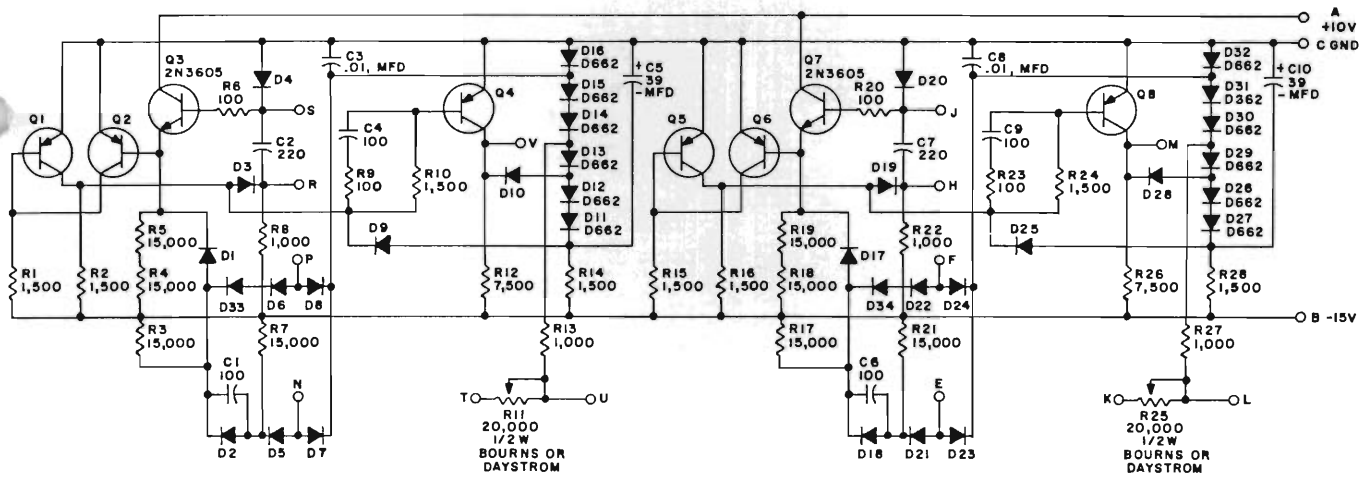 A
+10V
C GND
B -15V
Q1
Q2
Q3
2N3605
R6
100
D4
S
C3
.01, MFD
C2
220
D3
R
C4
100
R9
100
R10
1,500
Q4
V
D10
D9
D16
D662
D15
D662
D14
D662
D13
D662
D12
D662
D11
D662
+ C5
39
-MFD
R1
1,500
R2
1,500
R5
15,000
R4
15,000
R3
15,000
D1
R8
1,000
P
D33
D6
D8
R7
15,000
C1
100
N
D2
D5
D7
R12
7,500
R14
1,500
R13
1,000
T
U
R11
20,000
1/2W
BOURNS OR
DAYSTROM
Q5
Q6
Q7
2N3605
R20
100
D20
J
C8
.01, MFD
C7
220
D19
H
C9
100
R23
100
R24
1,500
Q8
M
D28
D25
D32
D662
D31
D362
D30
D662
D29
D662
D26
D662
D27
D662
+ C10
39
-MFD
R15
1,500
R16
1,500
R19
15,000
R18
15,000
R17
15,000
D17
R22
1,000
F
D34
D22
D24
R21
15,000
C6
100
E
D18
D21
D23
R26
7,500
R28
1,500
R27
1,000
K
L
R25
20,000
1/2W
BOURNS OR
DAYSTROM